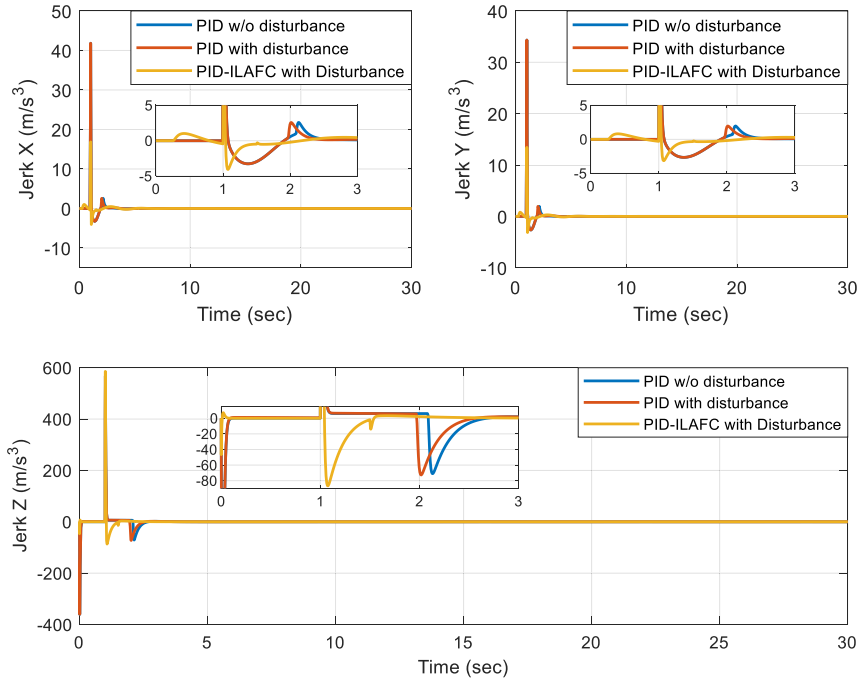 50
40
30
20
10
0
-10
Jerk X (m/s³)
PID w/o disturbance
PID with disturbance
PID-ILAFC with Disturbance
5
0
-5
0 1 2 3
0 10 20 30
Time (sec)
40
30
20
10
0
-10
Jerk Y (m/s³)
PID w/o disturbance
PID with disturbance
PID-ILAFC with Disturbance
5
0
-5
0 1 2 3
0 10 20 30
Time (sec)
600
400
200
0
-200
-400
Jerk Z (m/s³)
PID w/o disturbance
PID with disturbance
PID-ILAFC with Disturbance
0
-20
-40
-60
-80
0 1 2 3
0 5 10 15 20 25 30
Time (sec)